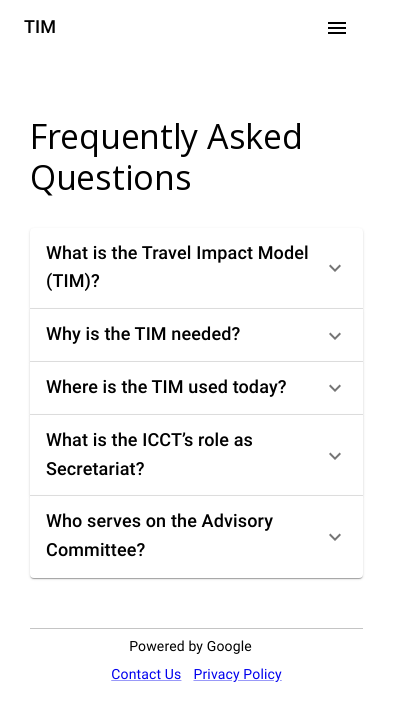 TIM
Frequently Asked
Questions
What is the Travel Impact Model
(TIM)?
Why is the TIM needed?
Where is the TIM used today?
What is the ICCT’s role as
Secretariat?
Who serves on the Advisory
Committee?
Powered by Google
Contact Us Privacy Policy